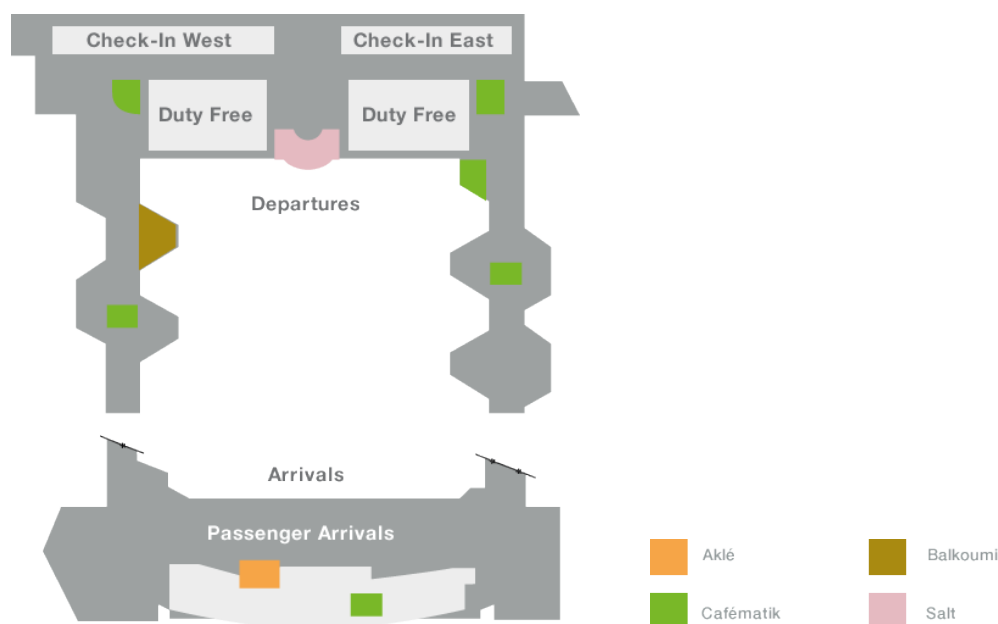 Check-In West
Check-In East
Duty Free
Duty Free
Departures
Arrivals
Passenger Arrivals
Aklé
Balkoumi
Cafématik
Salt